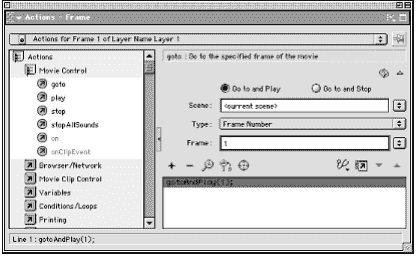 Actions - Frame
Actions for Frame 1 of Layer Name Layer 1
Actions
Movie Control
goto
play
stop
stopAllSounds
on
onClipEvent
Browser/Network
Movie Clip Control
Variables
Conditions/Loops
Printing
goto : Go to the specified frame of the movie
Go to and Play
Go to and Stop
Scene: <current scene>
Type: Frame Number
Frame: 1
gotoAndPlay(1);
Line 1: gotoAndPlay(1);